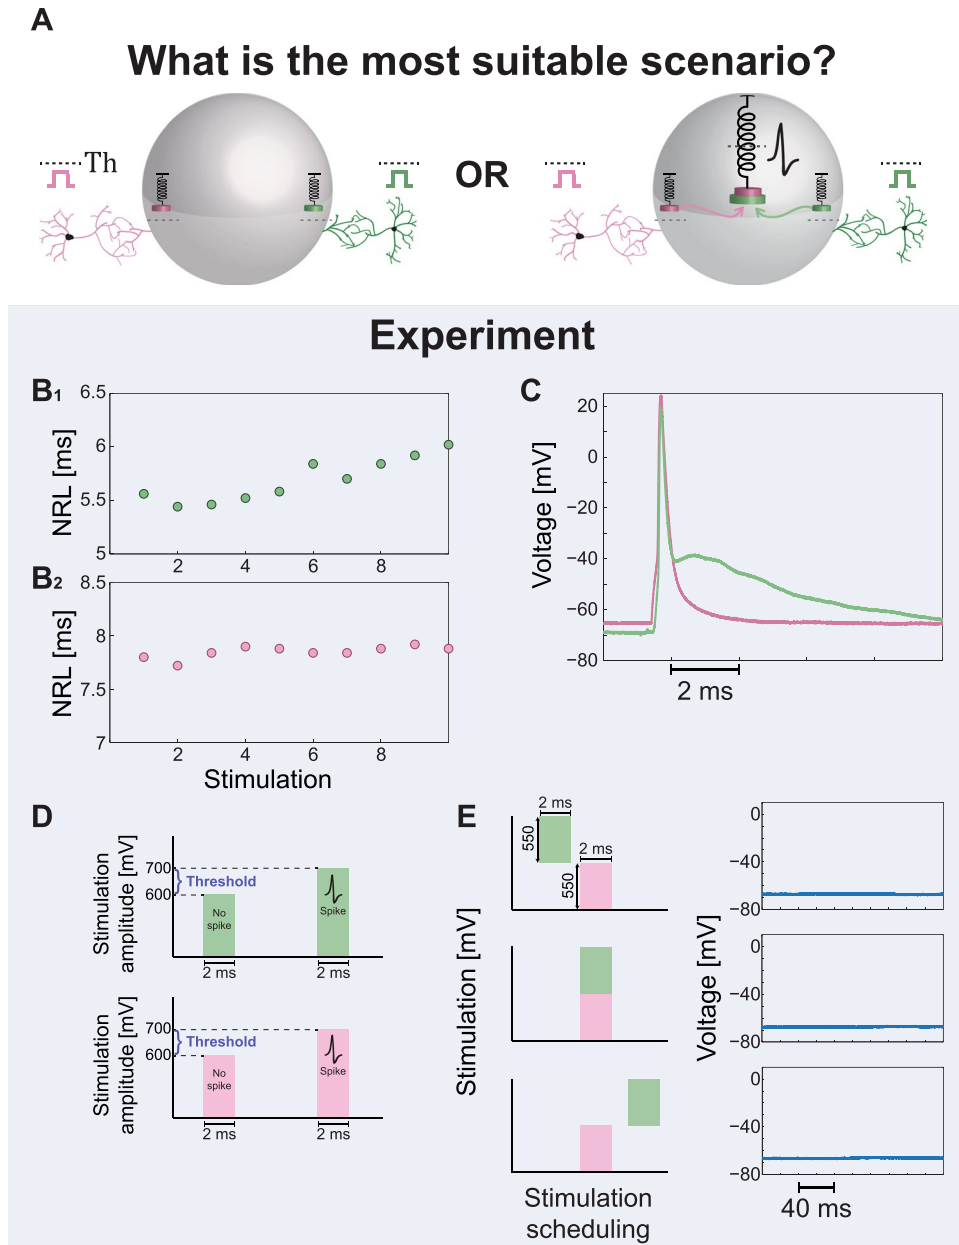 A
What is the most suitable scenario?
Th
OR
Experiment
B1
NRL [ms]
6.5
6
5.5
5
2 4 6 8
B2
NRL [ms]
8.5
8
7.5
7
2 4 6 8
Stimulation
C
Voltage [mV]
20
0
−20
−40
−60
−80
2 ms
D
Stimulation
amplitude [mV]
700
600
Threshold
No
spike
Spike
2 ms 2 ms
Stimulation
amplitude [mV]
700
600
Threshold
No
spike
Spike
2 ms 2 ms
E
Stimulation [mV]
2 ms
550
2 ms
550
Stimulation
scheduling
Voltage [mV]
0
−40
−80
0
−40
−80
0
−40
−80
40 ms